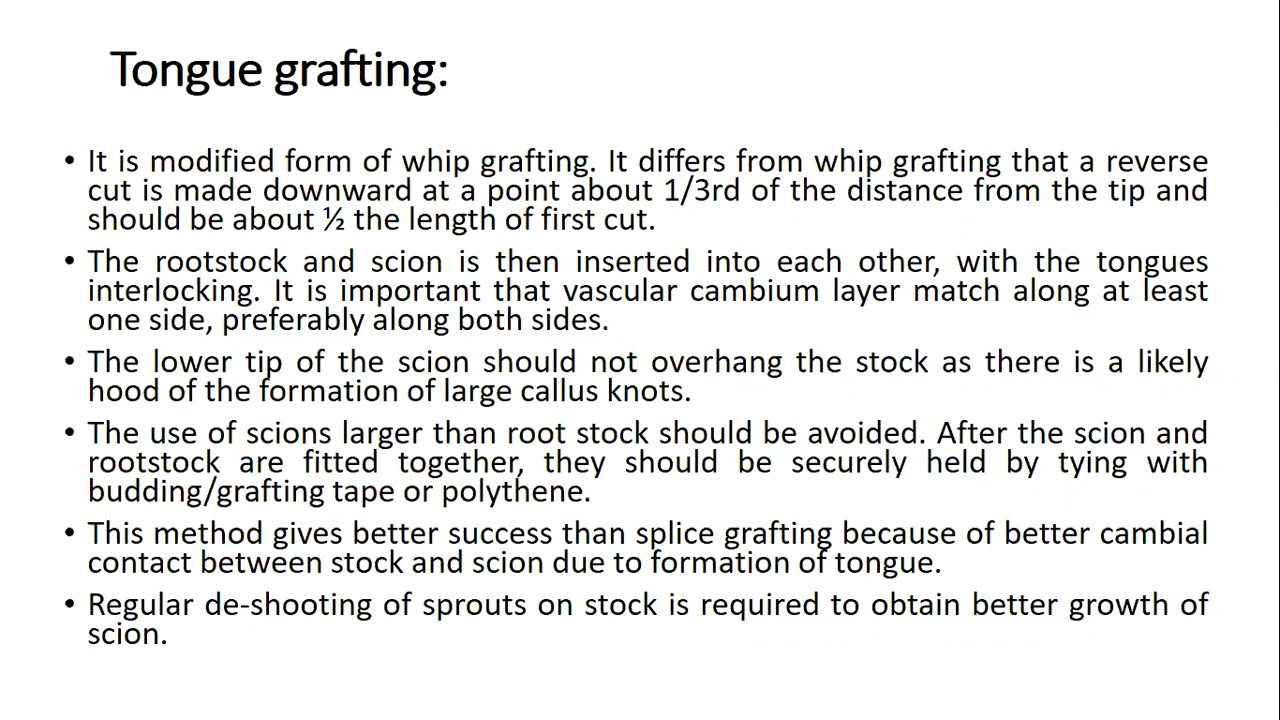 Tongue grafting:
• It is modified form of whip grafting. It differs from whip grafting that a reverse
cut is made downward at a point about 1/3rd of the distance from the tip and
should be about ½ the length of first cut.
• The rootstock and scion is then inserted into each other, with the tongues
interlocking. It is important that vascular cambium layer match along at least
one side, preferably along both sides.
• The lower tip of the scion should not overhang the stock as there is a likely
hood of the formation of large callus knots.
• The use of scions larger than root stock should be avoided. After the scion and
rootstock are fitted together, they should be securely held by tying with
budding/grafting tape or polythene.
• This method gives better success than splice grafting because of better cambial
contact between stock and scion due to formation of tongue.
• Regular de-shooting of sprouts on stock is required to obtain better growth of
scion.